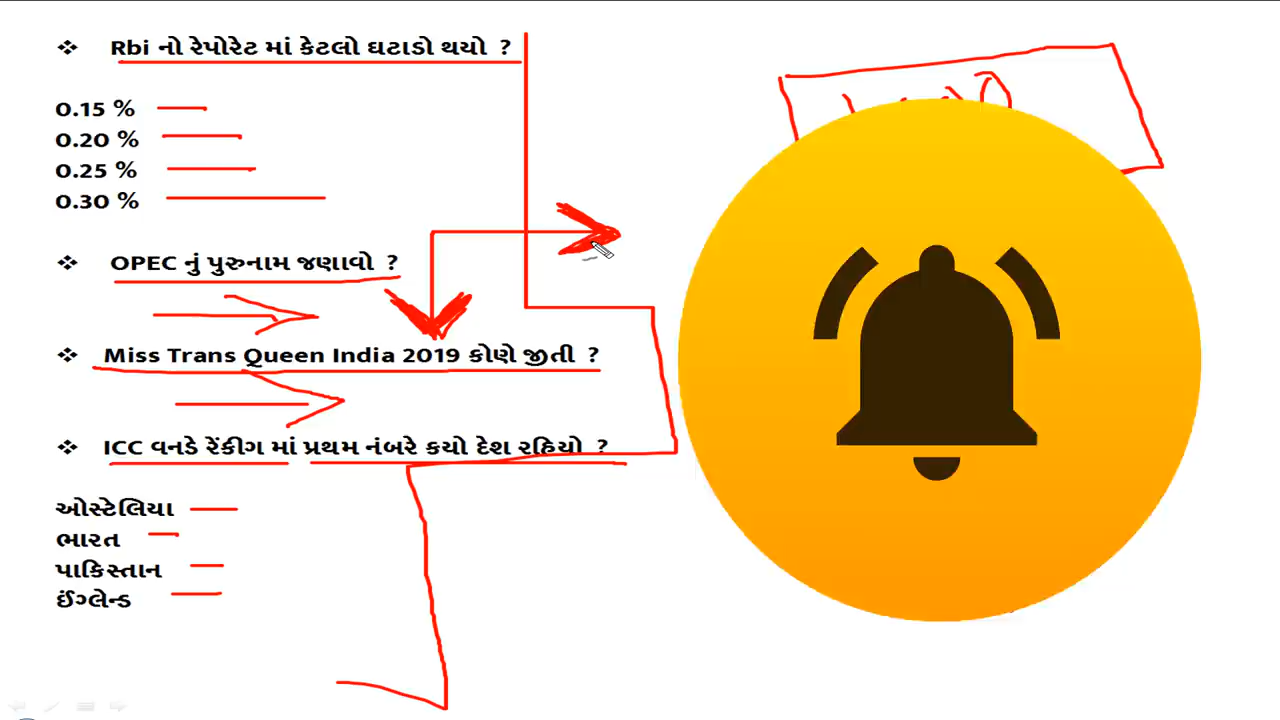 ❖ Rbi નો રેપોરેટ માં કેટલો ઘટાડો થયો ?
0.15 %
0.20 %
0.25 %
0.30 %
❖ OPEC નું પુરુનામ જણાવો ?
❖ Miss Trans Queen India 2019 કોણે જીતી ?
❖ ICC વનડે રેંકીગ માં પ્રથમ નંબરે કયો દેશ રહિયો ?
ઓસ્ટેલિયા
ભારત
પાકિસ્તાન
ઈંગ્લેન્ડ